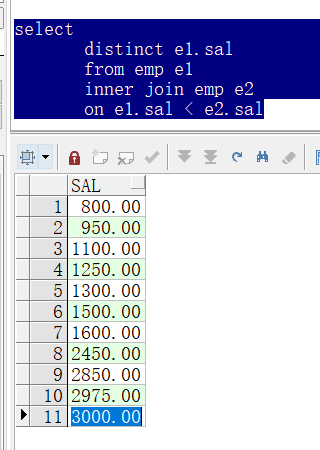 select
distinct e1.sal
from emp e1
inner join emp e2
on e1.sal < e2.sal
SAL
1 800.00
2 950.00
3 1100.00
4 1250.00
5 1300.00
6 1500.00
7 1600.00
8 2450.00
9 2850.00
10 2975.00
11 3000.00